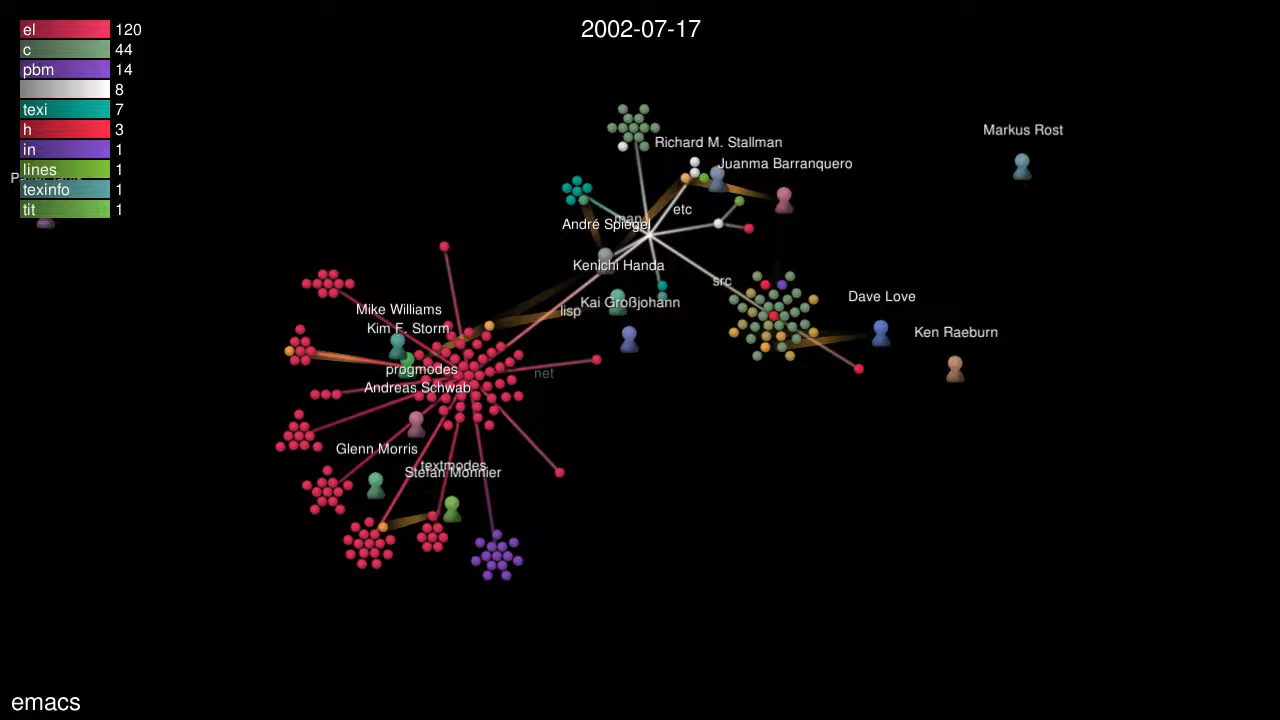 2002-07-17
el 120
c 44
pbm 14
8
texi 7
h 3
in 1
lines 1
texinfo 1
tit 1
Markus Rost
Richard M. Stallman
Juanma Barranquero
etc
man
André Spiegel
Kenichi Handa
src
Kai Großjohann
Dave Love
lisp
Mike Williams
Kim F. Storm
Ken Raeburn
progmodes
net
Andreas Schwab
Glenn Morris
textmodes
Stefan Monnier
emacs